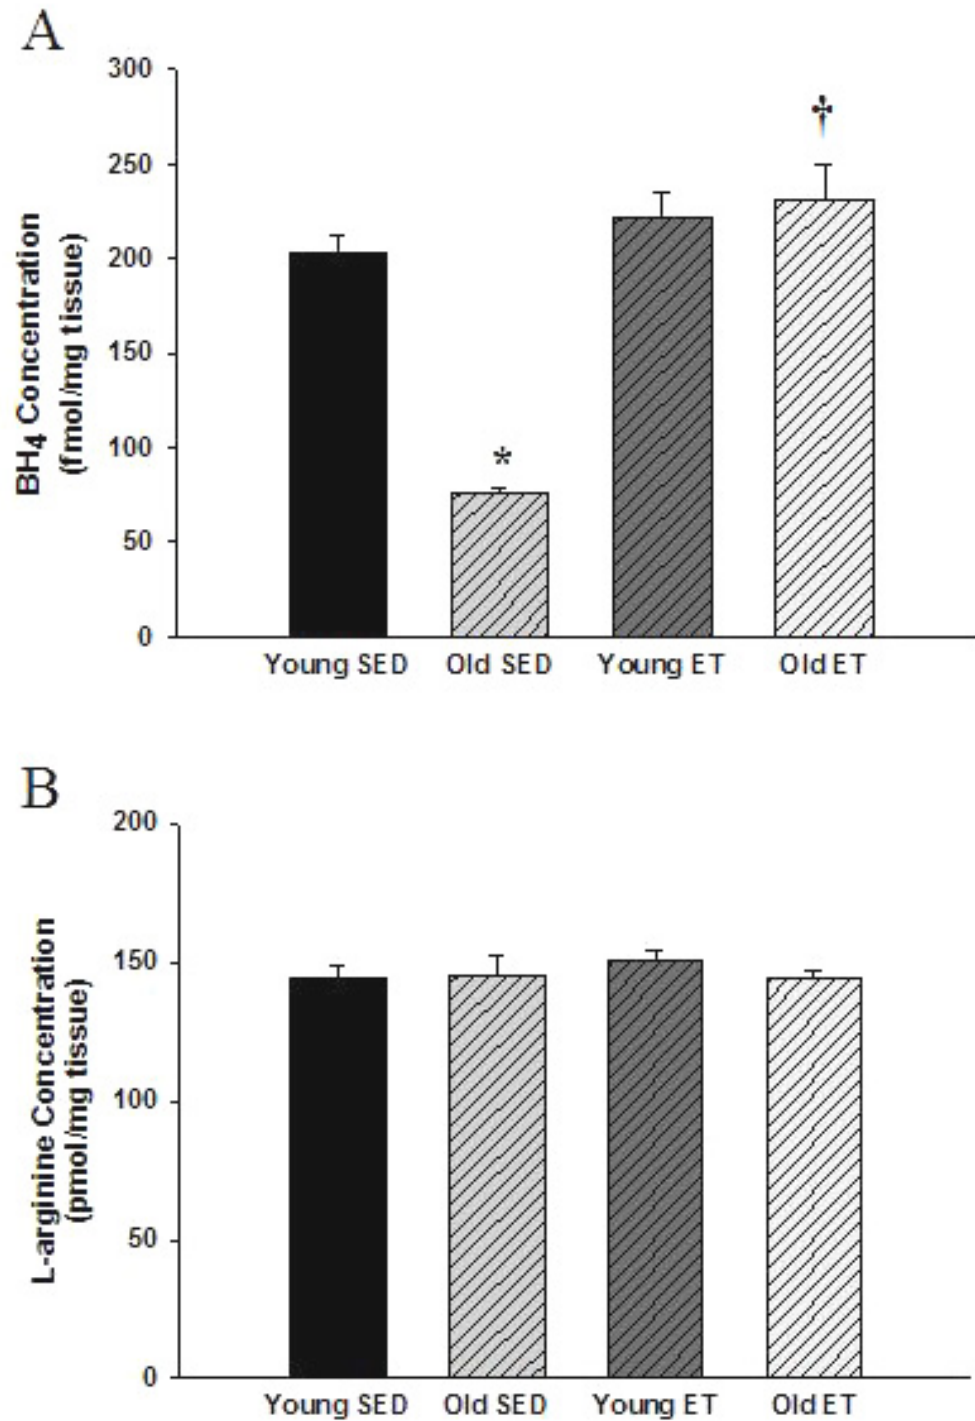 A
300
250
200
150
100
50
0
BH4 Concentration
(fmol/mg tissue)
*
†
Young SED Old SED Young ET Old ET
B
200
150
100
50
0
L-arginine Concentration
(pmol/mg tissue)
Young SED Old SED Young ET Old ET